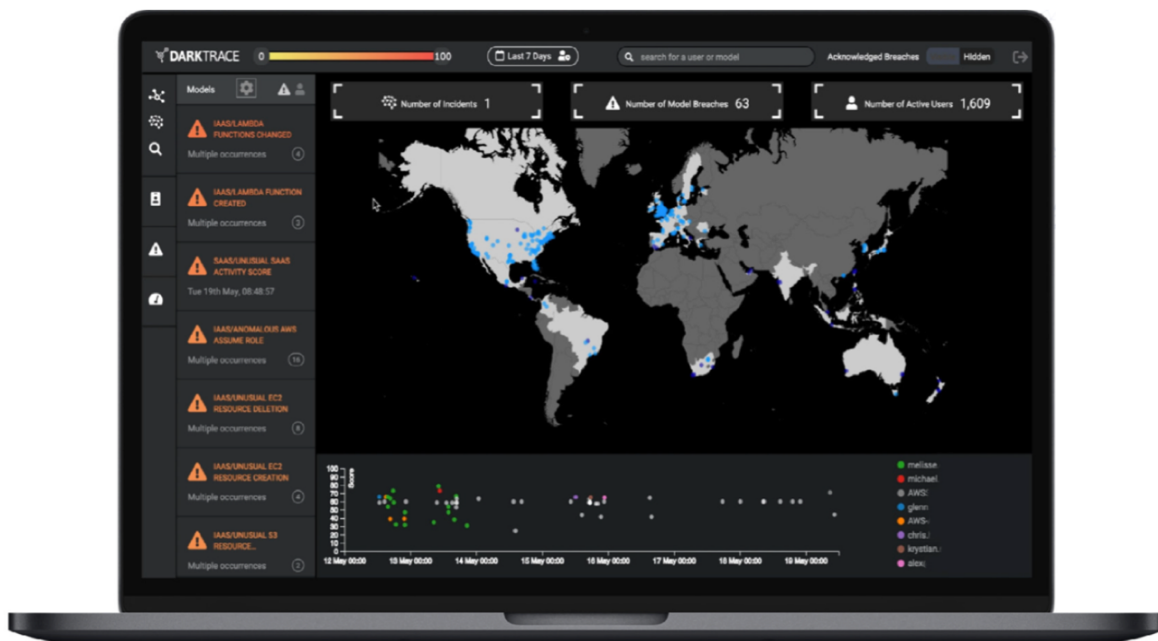 DARKTRACE
0
100
Last 7 Days
search for a user or model
Acknowledged Breaches
Hidden
Models
Number of Incidents 1
Number of Model Breaches 63
Number of Active Users 1,609
IAAS/LAMBDA
FUNCTIONS CHANGED
Multiple occurrences
IAAS/LAMBDA FUNCTION
CREATED
Multiple occurrences
SAAS/UNUSUAL SAAS
ACTIVITY SCORE
Tue 19th May, 08:48:57
IAAS/ANOMALOUS AWS
ASSUME ROLE
Multiple occurrences
IAAS/UNUSUAL EC2
RESOURCE DELETION
Multiple occurrences
IAAS/UNUSUAL EC2
RESOURCE CREATION
Multiple occurrences 4
IAAS/UNUSUAL S3
RESOURCE...
Multiple occurrences
Score
100
90
80
70
60
50
40
30
20
10
0
12 May 00:00
13 May 00:00
14 May 00:00
15 May 00:00
16 May 00:00
17 May 00:00
18 May 00:00
19 May 00:00
melisse
michael
glenn
AWS-
chris.
krystian.
alex